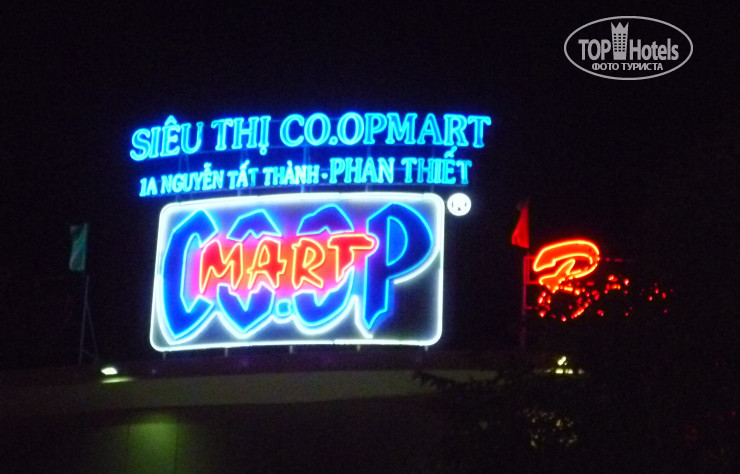 TOP Hotels
ФОТО ТУРИСТА
SIÊU THỊ CO.OPMART
1A NGUYỄN TẤT THÀNH - PHAN THIẾT
CO.OP
MART
®